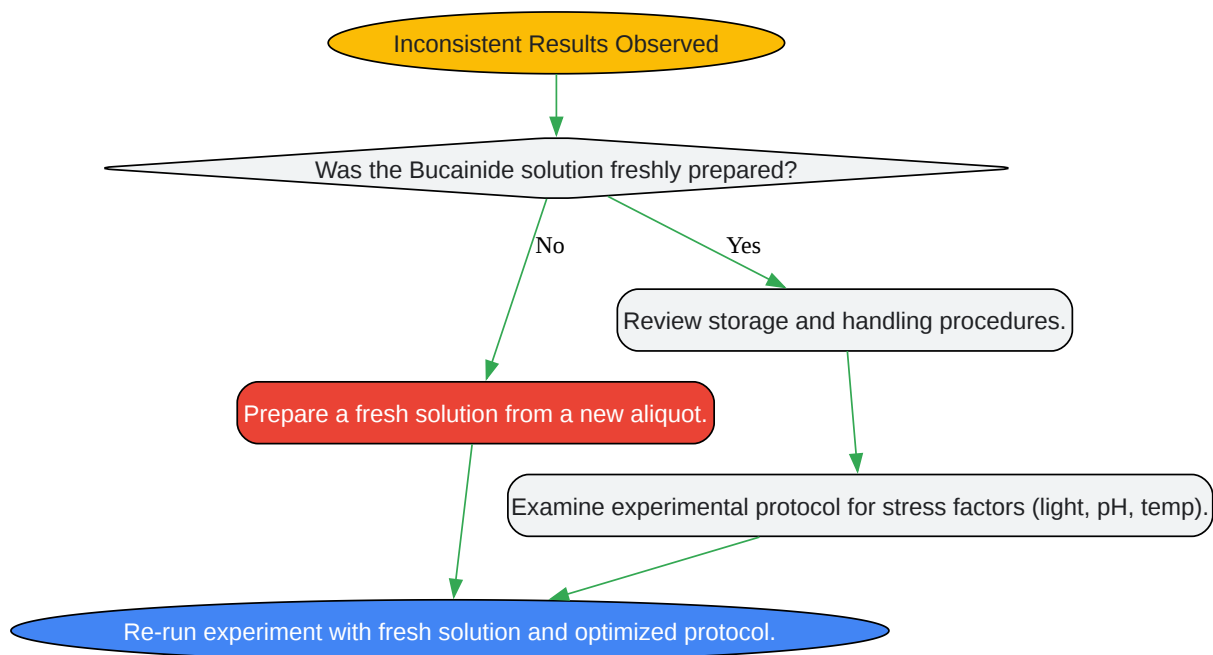 Inconsistent Results Observed
Was the Bucainide solution freshly prepared?
No
Yes
Review storage and handling procedures.
Prepare a fresh solution from a new aliquot.
Examine experimental protocol for stress factors (light, pH, temp).
Re-run experiment with fresh solution and optimized protocol.